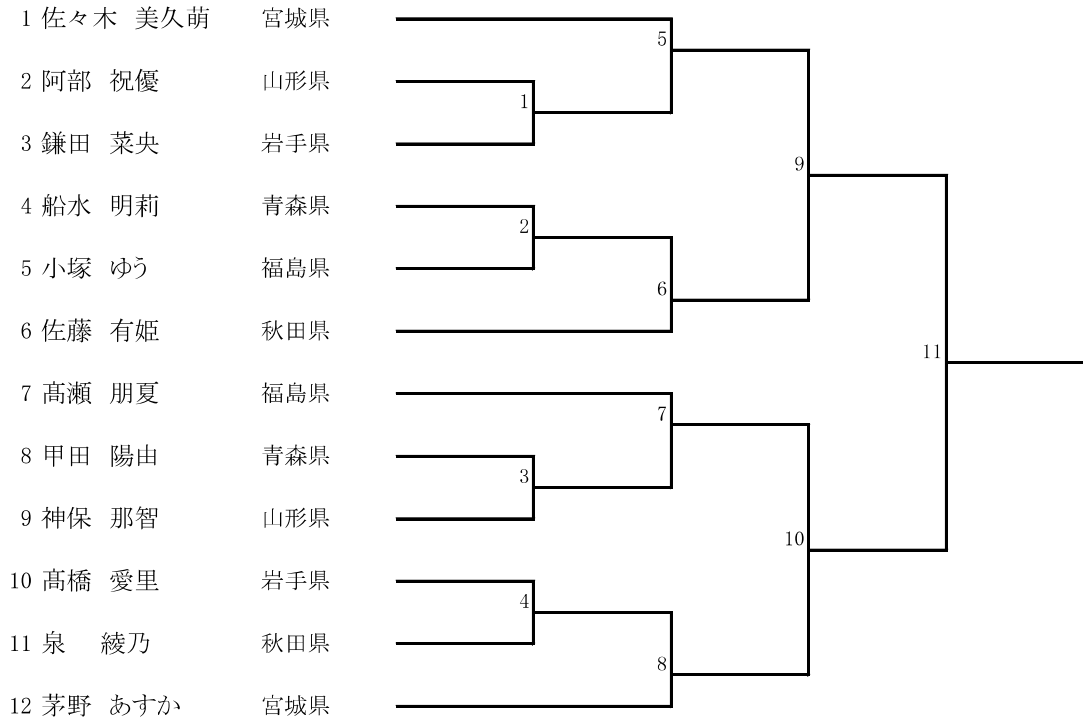 1 佐々木 美久萌 宮城県
5
2 阿部 祝優 山形県
1
3 鎌田 菜央 岩手県
9
4 船水 明莉 青森県
2
5 小塚 ゆう 福島県
6
6 佐藤 有姫 秋田県
11
7 髙瀬 朋夏 福島県
7
8 甲田 陽由 青森県
3
9 神保 那智 山形県
10
10 髙橋 愛里 岩手県
4
11 泉 綾乃 秋田県
8
12 茅野 あすか 宮城県